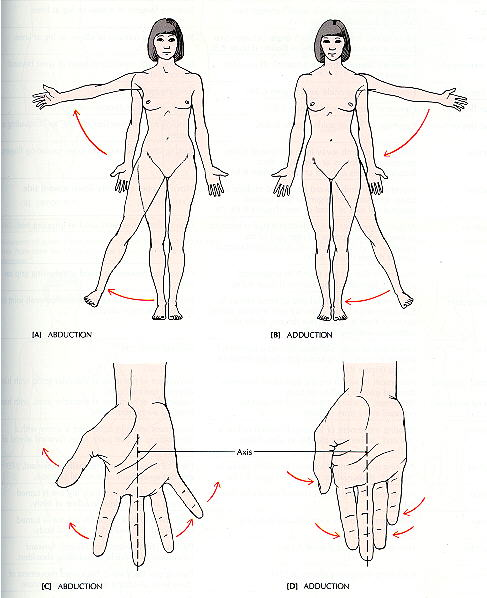 [A] ABDUCTION
[B] ADDUCTION
Axis
[C] ABDUCTION
[D] ADDUCTION